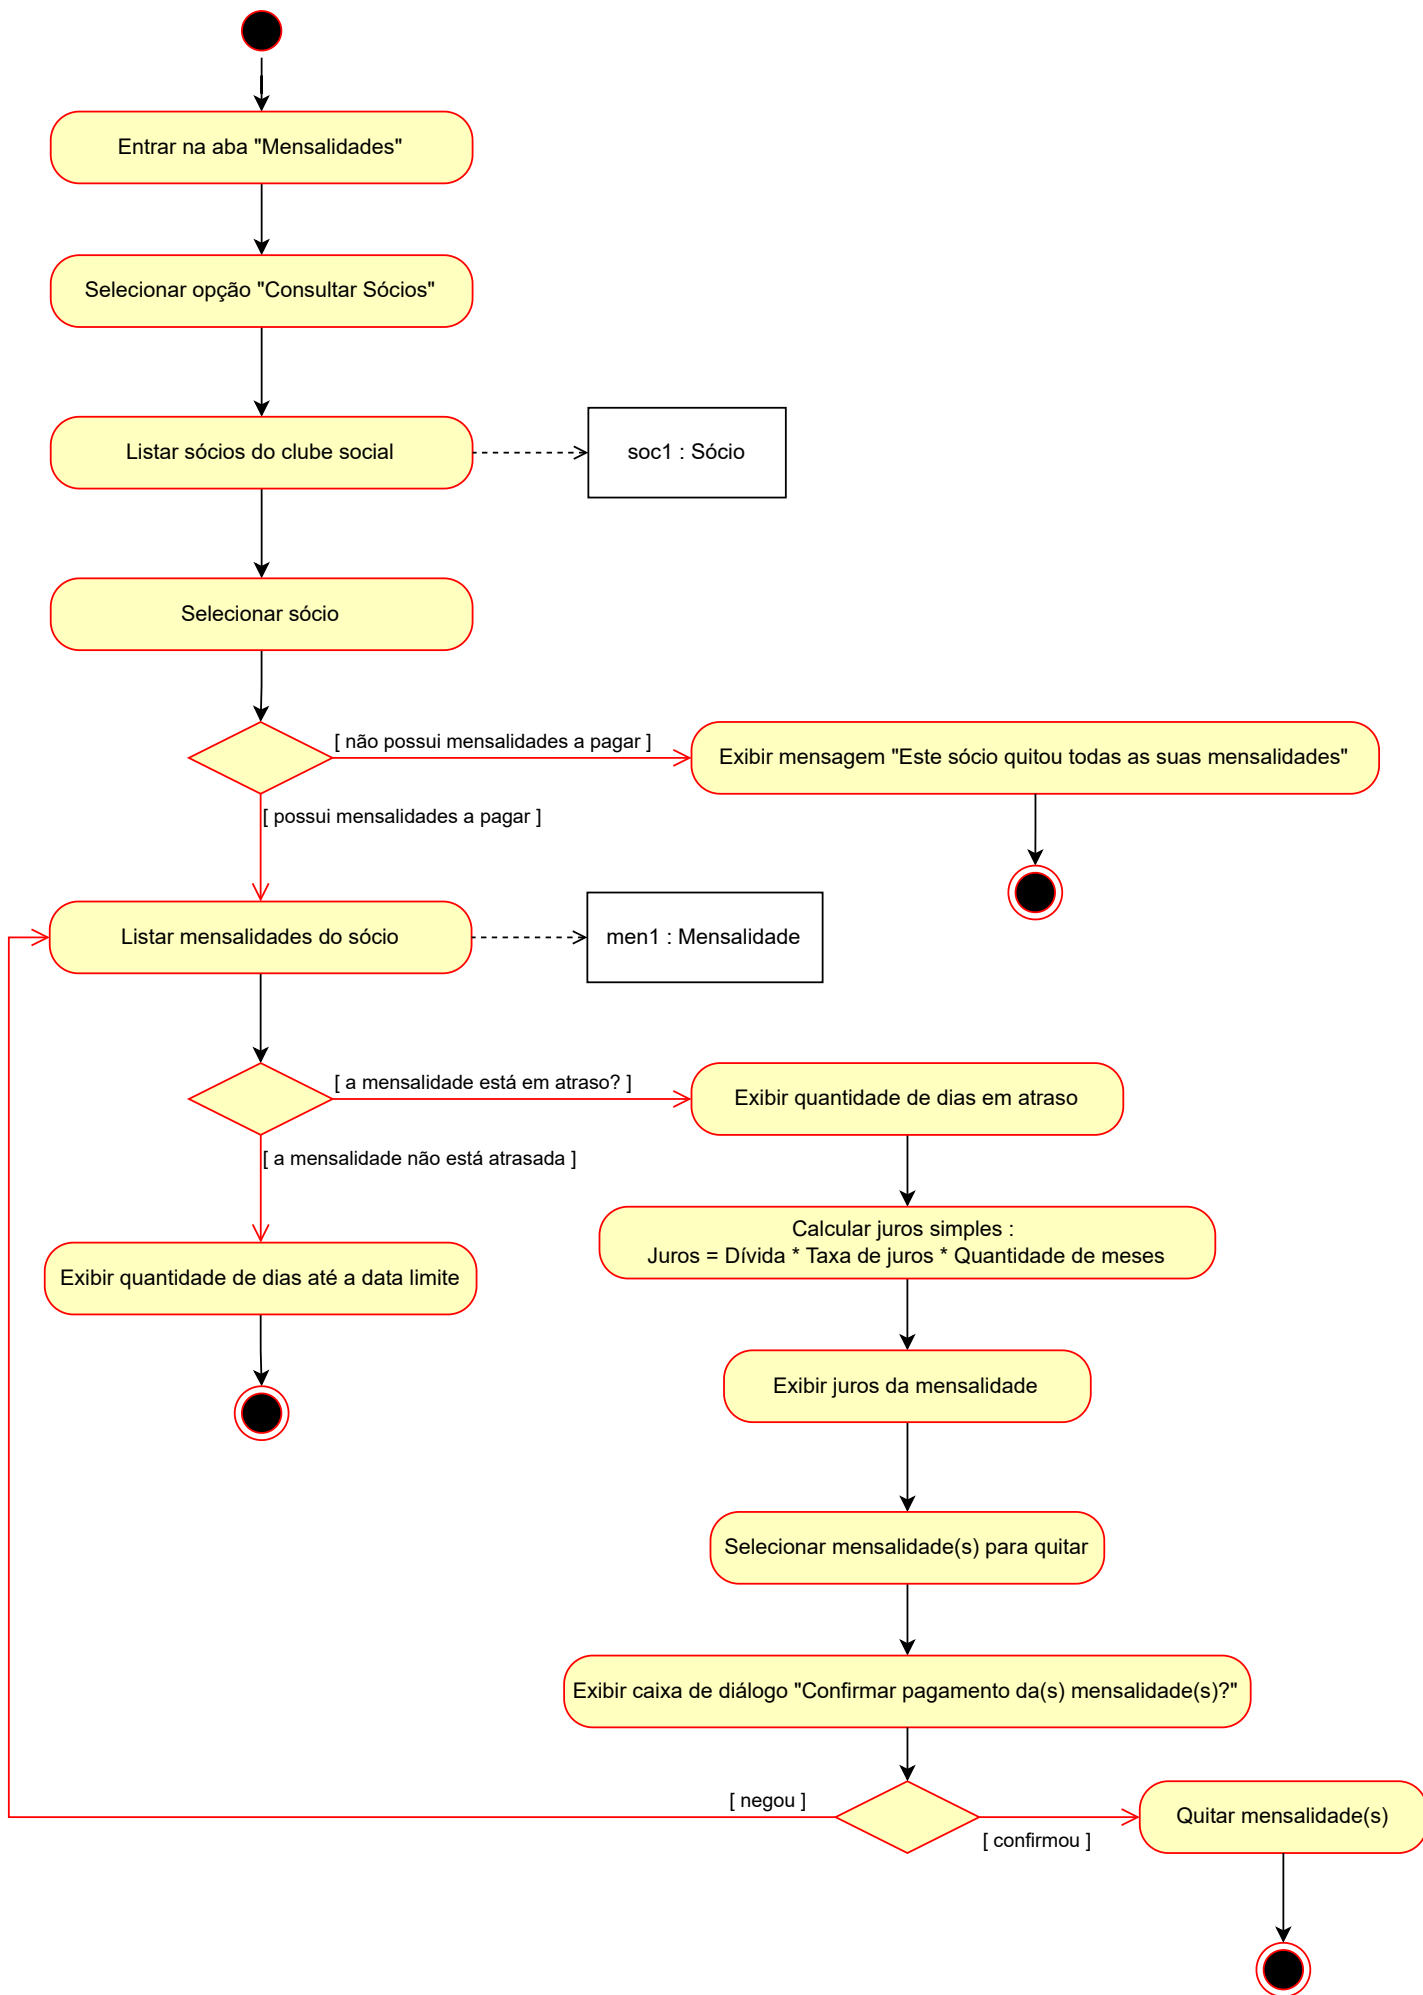 Entrar na aba "Mensalidades"
Selecionar opção "Consultar Sócios"
Listar sócios do clube social
soc1 : Sócio
Selecionar sócio
[ não possui mensalidades a pagar ]
Exibir mensagem "Este sócio quitou todas as suas mensalidades"
[ possui mensalidades a pagar ]
Listar mensalidades do sócio
men1 : Mensalidade
[ a mensalidade está em atraso? ]
Exibir quantidade de dias em atraso
[ a mensalidade não está atrasada ]
Calcular juros simples :
Juros = Dívida * Taxa de juros * Quantidade de meses
Exibir quantidade de dias até a data limite
Exibir juros da mensalidade
Selecionar mensalidade(s) para quitar
Exibir caixa de diálogo "Confirmar pagamento da(s) mensalidade(s)?"
[ negou ]
[ confirmou ]
Quitar mensalidade(s)